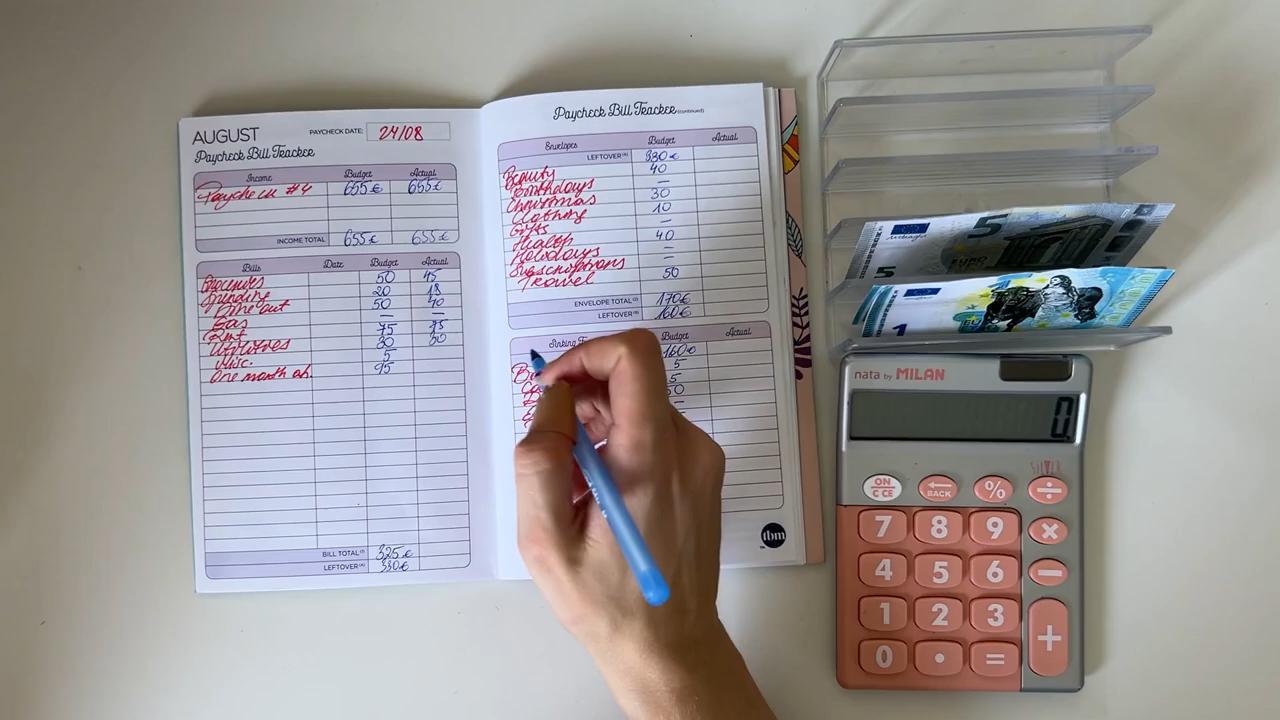 AUGUST
PAYCHECK DATE: 24/08
Paycheck Bill Tracker
Income Budget Actual
Paycheck #4 655€ 655€
INCOME TOTAL 655€ 655€
Bills Date Budget Actual
Groceries 50 45
20 18
Dine out 50 40
Gas — —
75 75
Utilities 30 30
Misc. 5
One month ah. 95
BILL TOTAL 325€
LEFTOVER 330€
Paycheck Bill Tracker (continued)
Envelopes Budget Actual
LEFTOVER 330€
Beauty 40
Birthdays —
Christmas 30
Clothing 10
Gifts —
Health 40
Holidays —
Subscriptions —
Travel 50
ENVELOPE TOTAL 170€
LEFTOVER 160€
Sinking Budget Actual
160€
5
5
50
—
tbm
5
EURO
5
1
nata by MILAN
0
SILVER
ON
C CE
BACK
% ÷
7 8 9 ×
4 5 6 −
1 2 3 +
0 • =